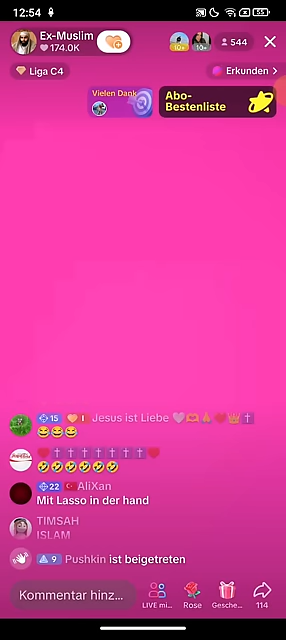 12:54
55
Ex-Muslim
174.0K
10+
10+
544
Liga C4
Erkunden >
Vielen Dank
Abo-
Bestenliste
15 Jesus ist Liebe 🤍🫶🔥❤️👑✝️
😂😂😂
❤️✝️✝️✝️✝️✝️✝️✝️❤️
🤣🤣🤣🤣🤣🤣
22 🇹🇷AliXan
Mit Lasso in der hand
TIMSAH
ISLAM
9 Pushkin ist beigetreten
Kommentar hinz...
LIVE mi...
Rose
Gesche...
114